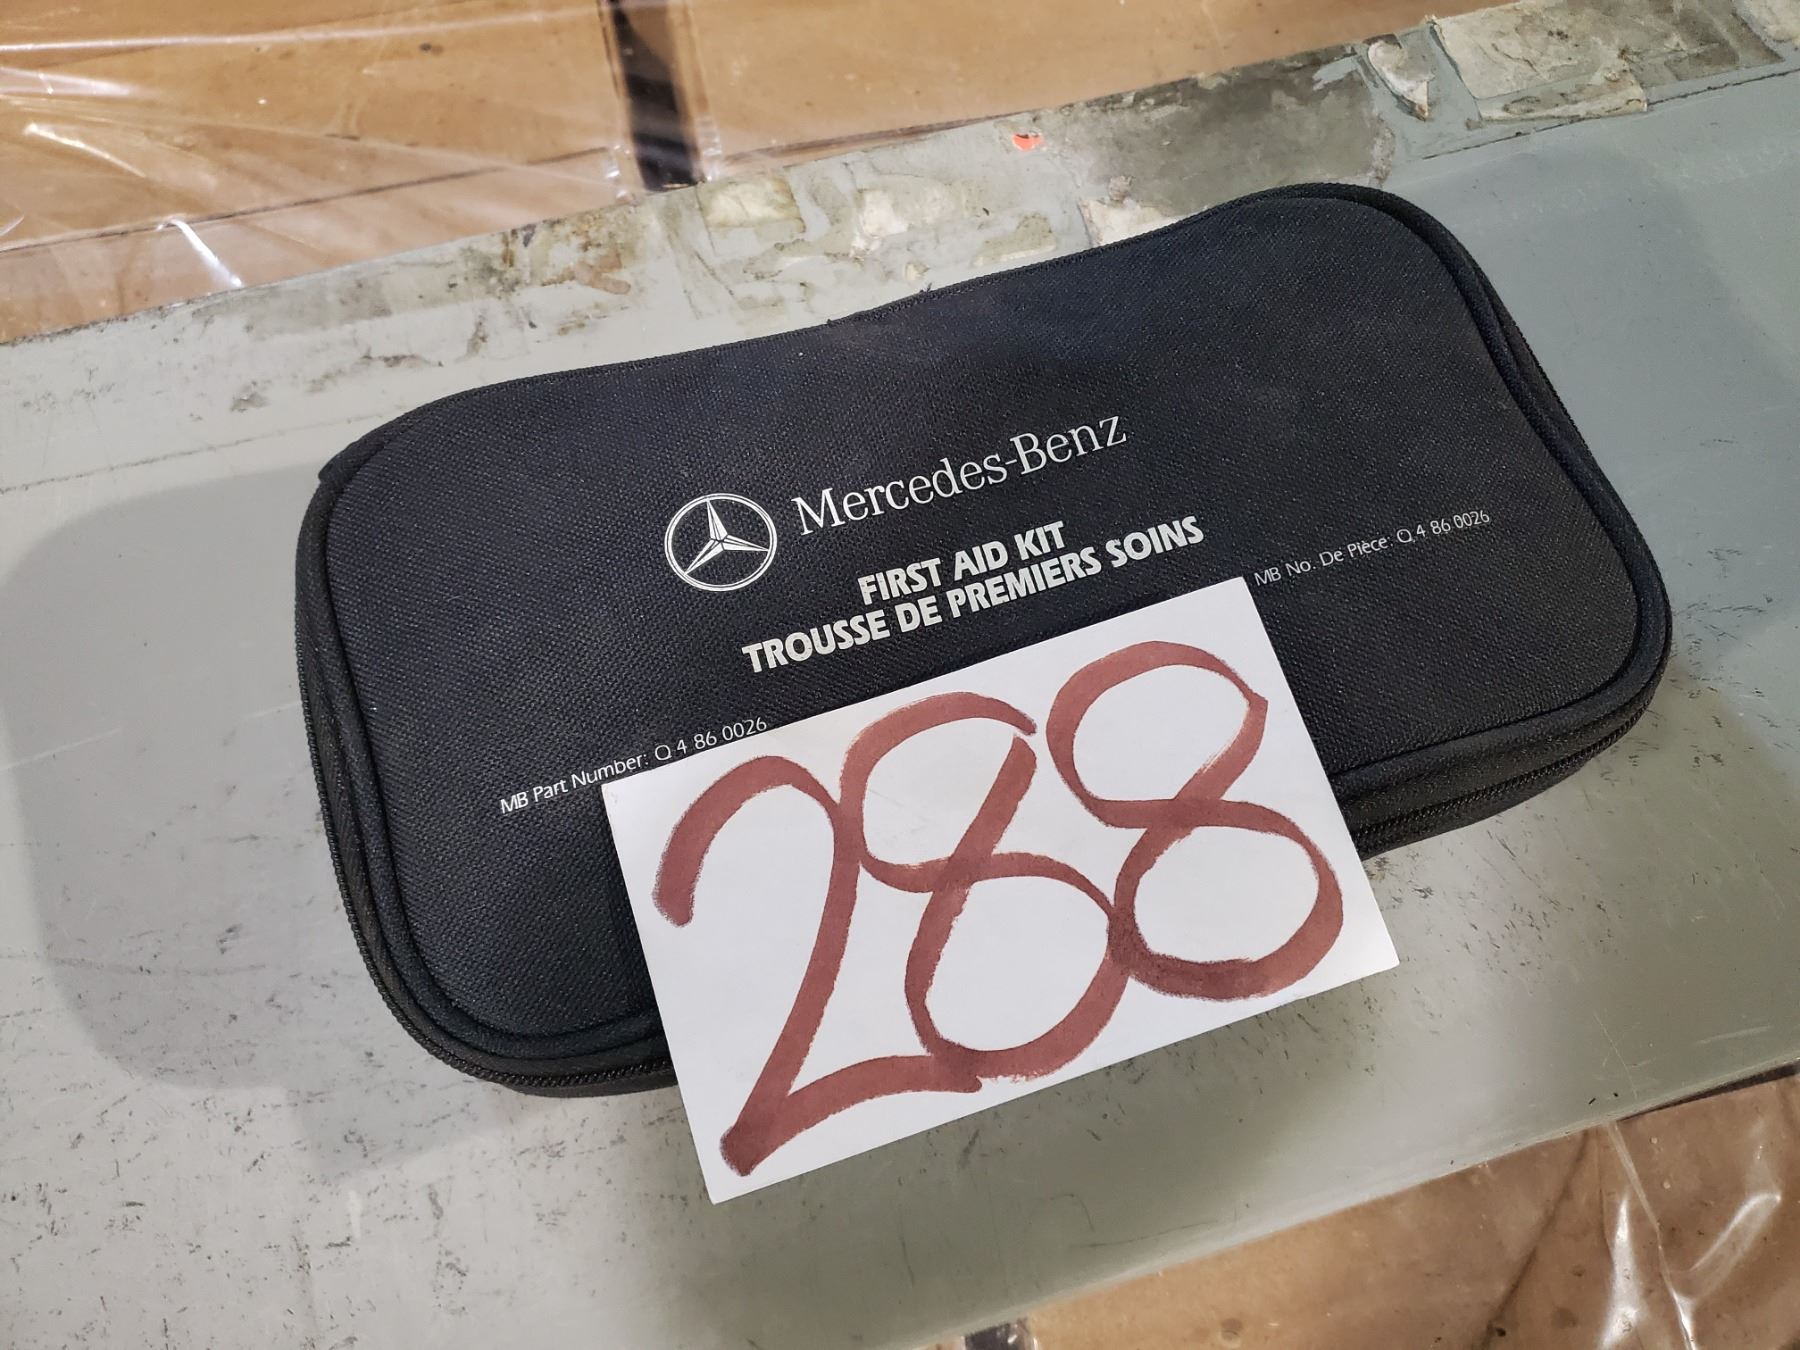 Mercedes-Benz
FIRST AID KIT
TROUSSE DE PREMIERS SOINS
MB Part Number: Q 4 86 0026
MB No. De Pièce: Q 4 86 0026
288